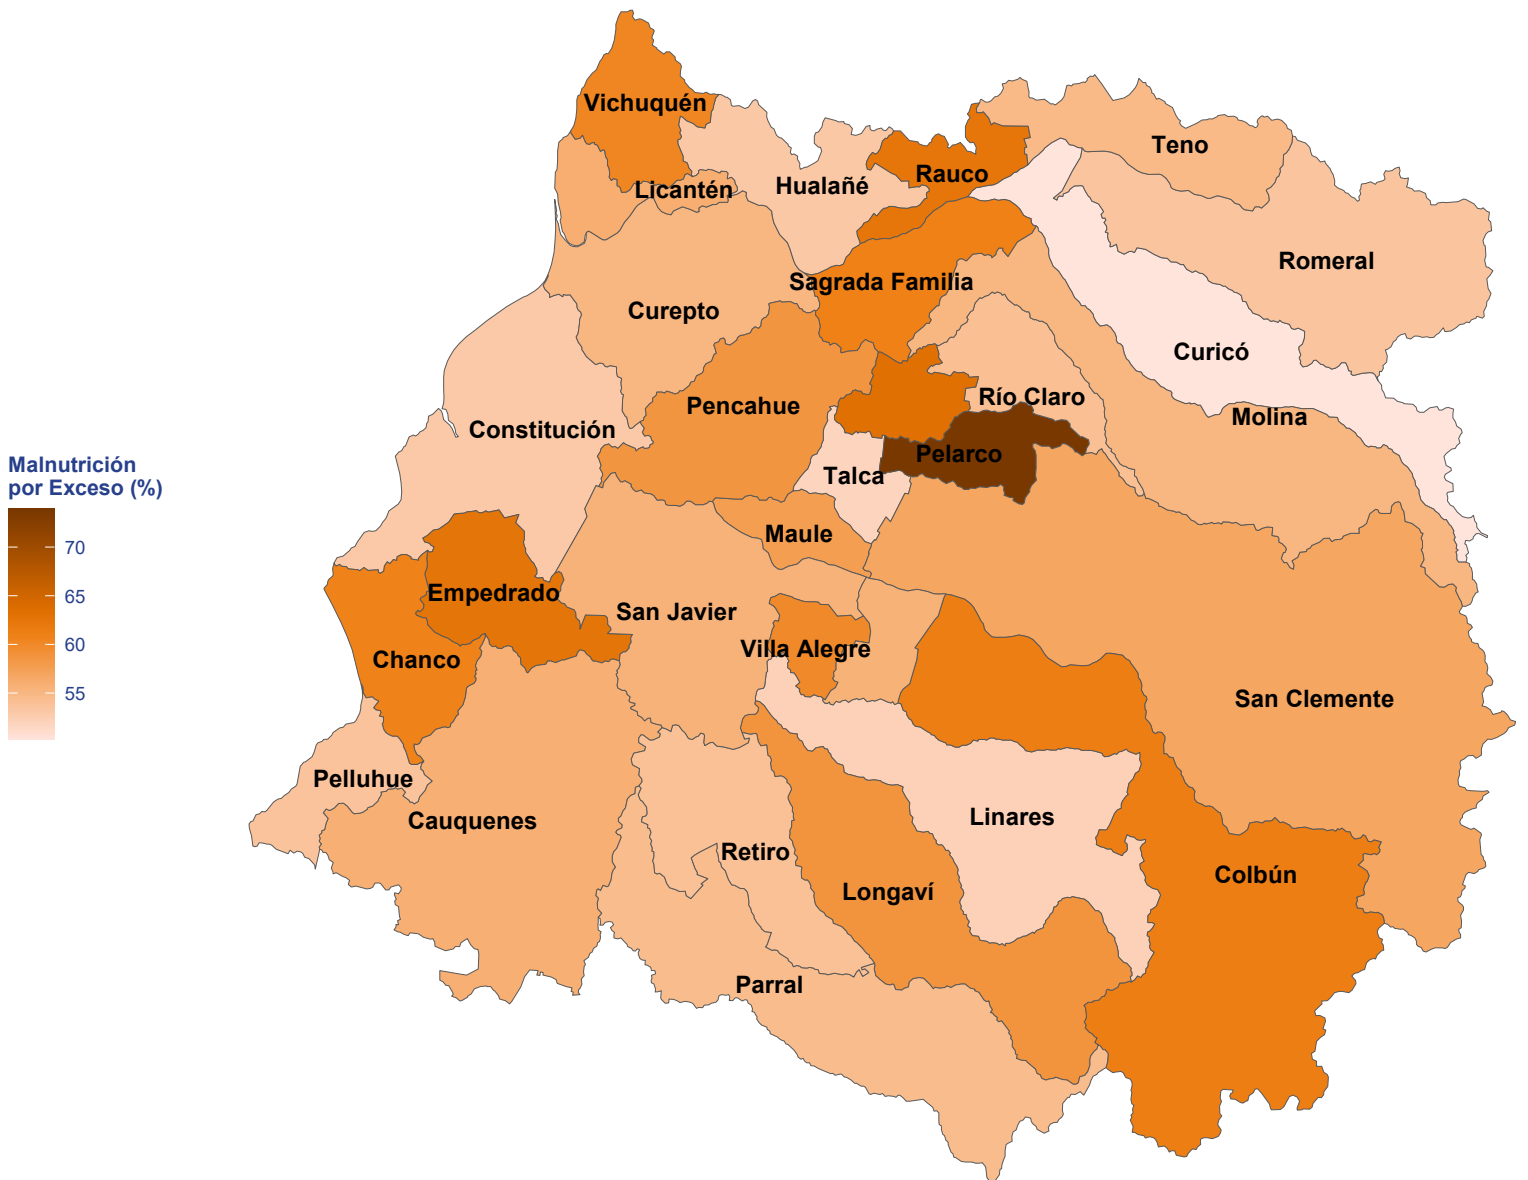 Vichuquén
Teno
Rauco
Licantén
Hualañé
Romeral
Sagrada Familia
Curepto
Curicó
Río Claro
Pencahue
Molina
Constitución
Pelarco
Malnutrición
por Exceso (%)
Talca
Maule
70
65
60
55
Empedrado
San Javier
Villa Alegre
Chanco
San Clemente
Pelluhue
Cauquenes
Linares
Retiro
Colbún
Longaví
Parral